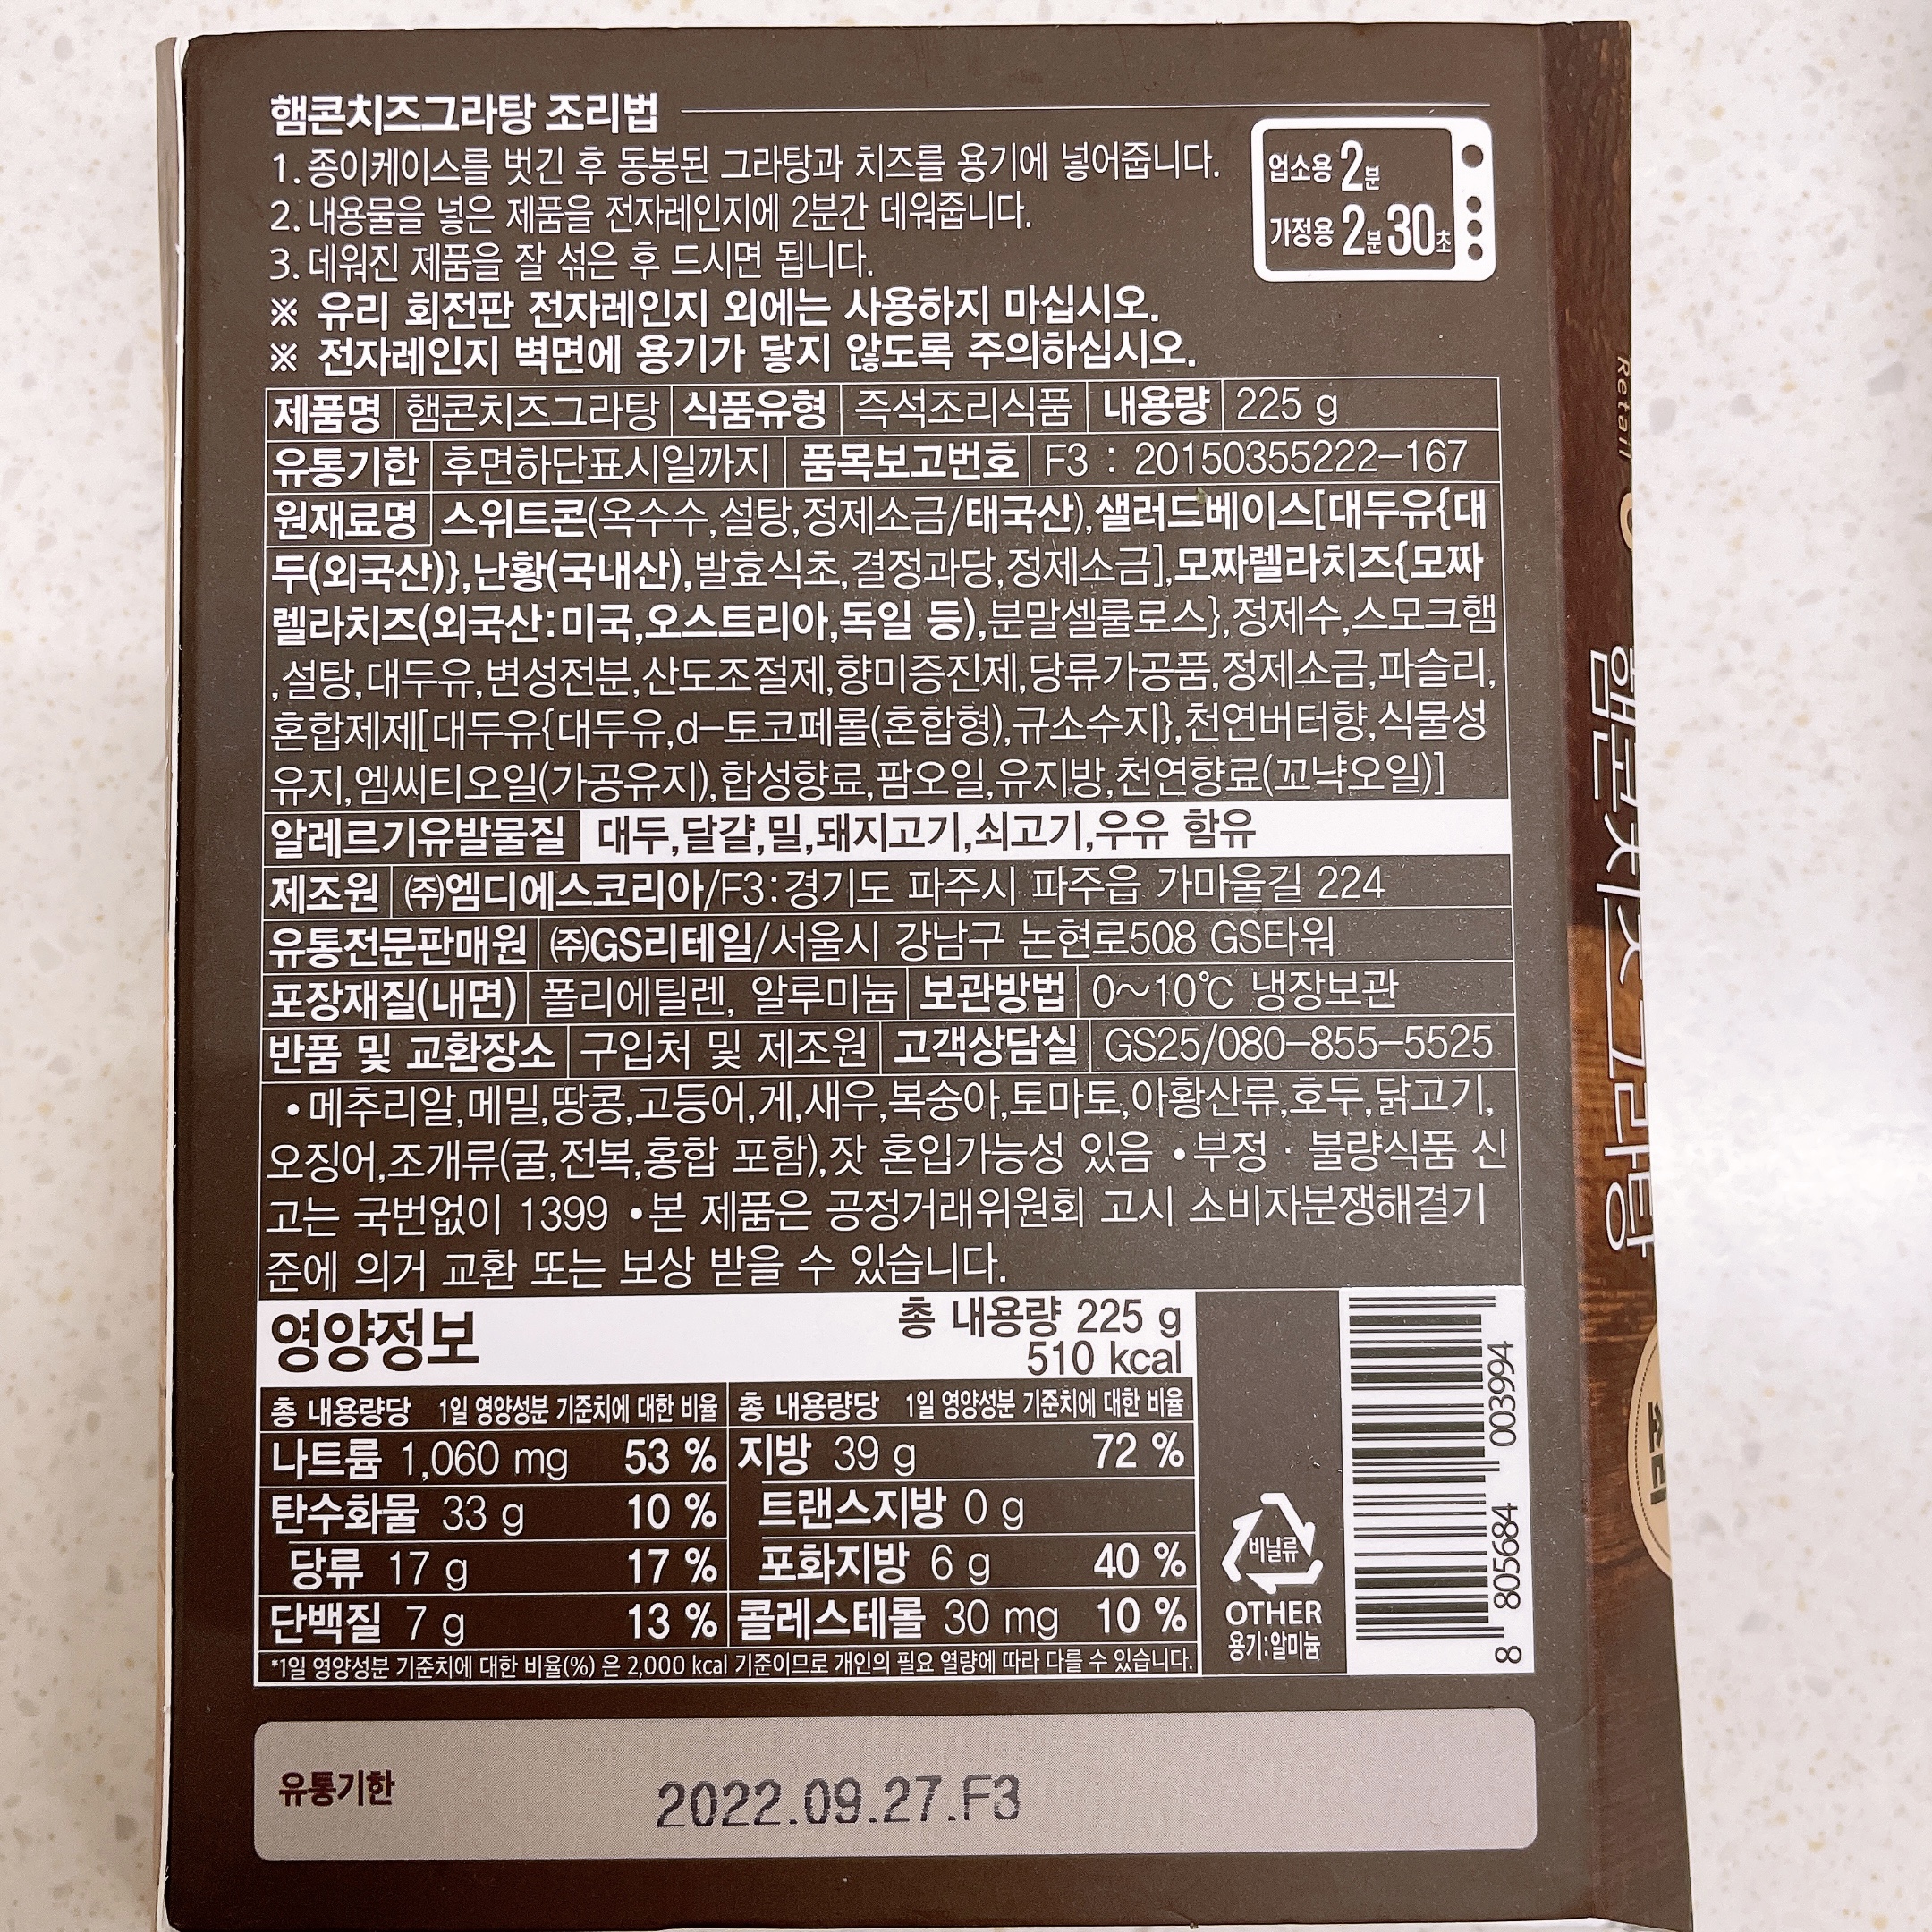 햄콘치즈그라탕 조리법
1. 종이케이스를 벗긴 후 동봉된 그라탕과 치즈를 용기에 넣어줍니다.
2. 내용물을 넣은 제품을 전자레인지에 2분간 데워줍니다.
3. 데워진 제품을 잘 섞은 후 드시면 됩니다.
※ 유리 회전판 전자레인지 외에는 사용하지 마십시오.
※ 전자레인지 벽면에 용기가 닿지 않도록 주의하십시오.
업소용 2분
가정용 2분30초
제품명 햄콘치즈그라탕 식품유형 즉석조리식품 내용량 225 g
유통기한 후면하단표시일까지 품목보고번호 F3 : 20150355222-167
원재료명 스위트콘(옥수수,설탕,정제소금/태국산),샐러드베이스[대두유{대
두(외국산)},난황(국내산),발효식초,결정과당,정제소금],모짜렐라치즈{모짜
렐라치즈(외국산:미국,오스트리아,독일 등),분말셀룰로스},정제수,스모크햄
,설탕,대두유,변성전분,산도조절제,향미증진제,당류가공품,정제소금,파슬리,
혼합제제[대두유{대두유,d-토코페롤(혼합형),규소수지},천연버터향,식물성
유지,엠씨티오일(가공유지),합성향료,팜오일,유지방,천연향료(꼬냑오일)]
알레르기유발물질 대두,달걀,밀,돼지고기,쇠고기,우유 함유
제조원 ㈜엠디에스코리아/F3:경기도 파주시 파주읍 가마울길 224
유통전문판매원 ㈜GS리테일/서울시 강남구 논현로508 GS타워
포장재질(내면) 폴리에틸렌, 알루미늄 보관방법 0~10℃ 냉장보관
반품 및 교환장소 구입처 및 제조원 고객상담실 GS25/080-855-5525
•메추리알,메밀,땅콩,고등어,게,새우,복숭아,토마토,아황산류,호두,닭고기,
오징어,조개류(굴,전복,홍합 포함),잣 혼입가능성 있음 •부정·불량식품 신
고는 국번없이 1399 •본 제품은 공정거래위원회 고시 소비자분쟁해결기
준에 의거 교환 또는 보상 받을 수 있습니다.
영양정보 총 내용량 225 g
510 kcal
총 내용량당 1일 영양성분 기준치에 대한 비율 총 내용량당 1일 영양성분 기준치에 대한 비율
나트륨 1,060 mg 53 % 지방 39 g 72 %
탄수화물 33 g 10 % 트랜스지방 0 g
당류 17 g 17 % 포화지방 6 g 40 %
단백질 7 g 13 % 콜레스테롤 30 mg 10 %
*1일 영양성분 기준치에 대한 비율(%) 은 2,000 kcal 기준이므로 개인의 필요 열량에 따라 다를 수 있습니다.
비닐류
OTHER
용기:알미늄
8 805684 003994
유통기한 2022.09.27.F3
Retail
햄콘치즈그라탕